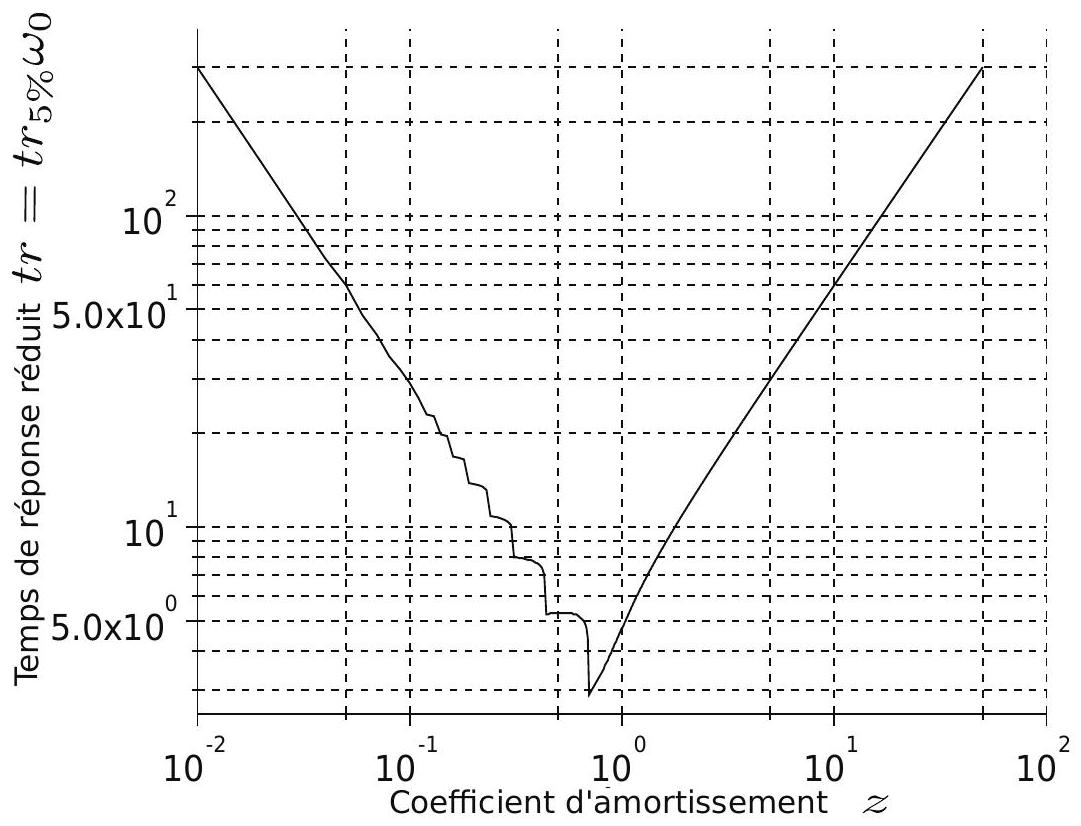 Temps de réponse réduit tr = tr5%ω0
10^2
5.0x10^1
10^1
5.0x10^0
10^-2 10^-1 10^0 10^1 10^2
Coefficient d'amortissement z